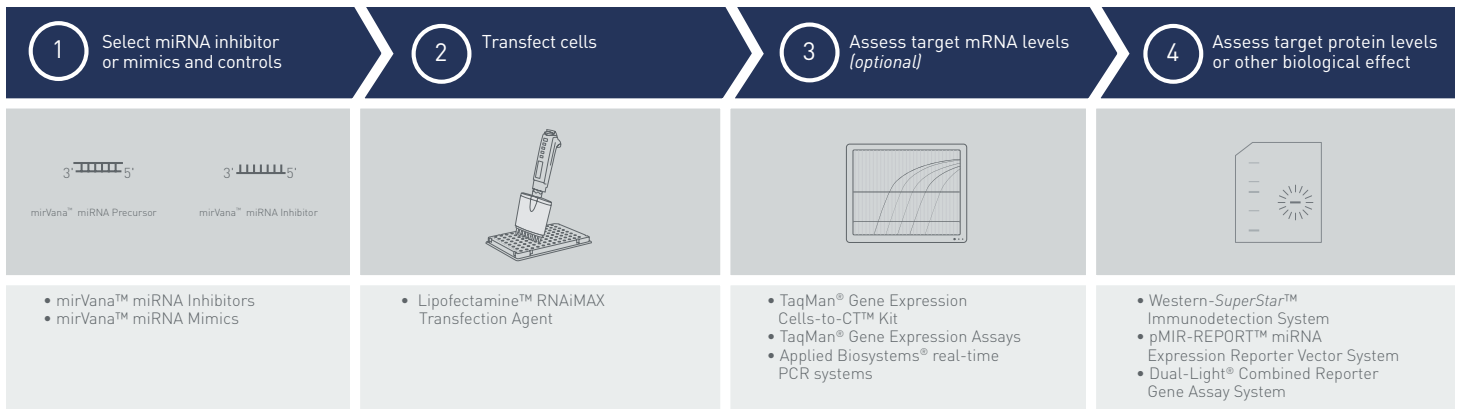 1
Select miRNA inhibitor
or mimics and controls
2
Transfect cells
3
Assess target mRNA levels
(optional)
4
Assess target protein levels
or other biological effect
3' 5'
mirVana™ miRNA Precursor
3' 5'
mirVana™ miRNA Inhibitor
• mirVana™ miRNA Inhibitors
• mirVana™ miRNA Mimics
• Lipofectamine™ RNAiMAX
Transfection Agent
• TaqMan® Gene Expression
Cells-to-CT™ Kit
• TaqMan® Gene Expression Assays
• Applied Biosystems® real-time
PCR systems
• Western-SuperStar™
Immunodetection System
• pMIR-REPORT™ miRNA
Expression Reporter Vector System
• Dual-Light® Combined Reporter
Gene Assay System